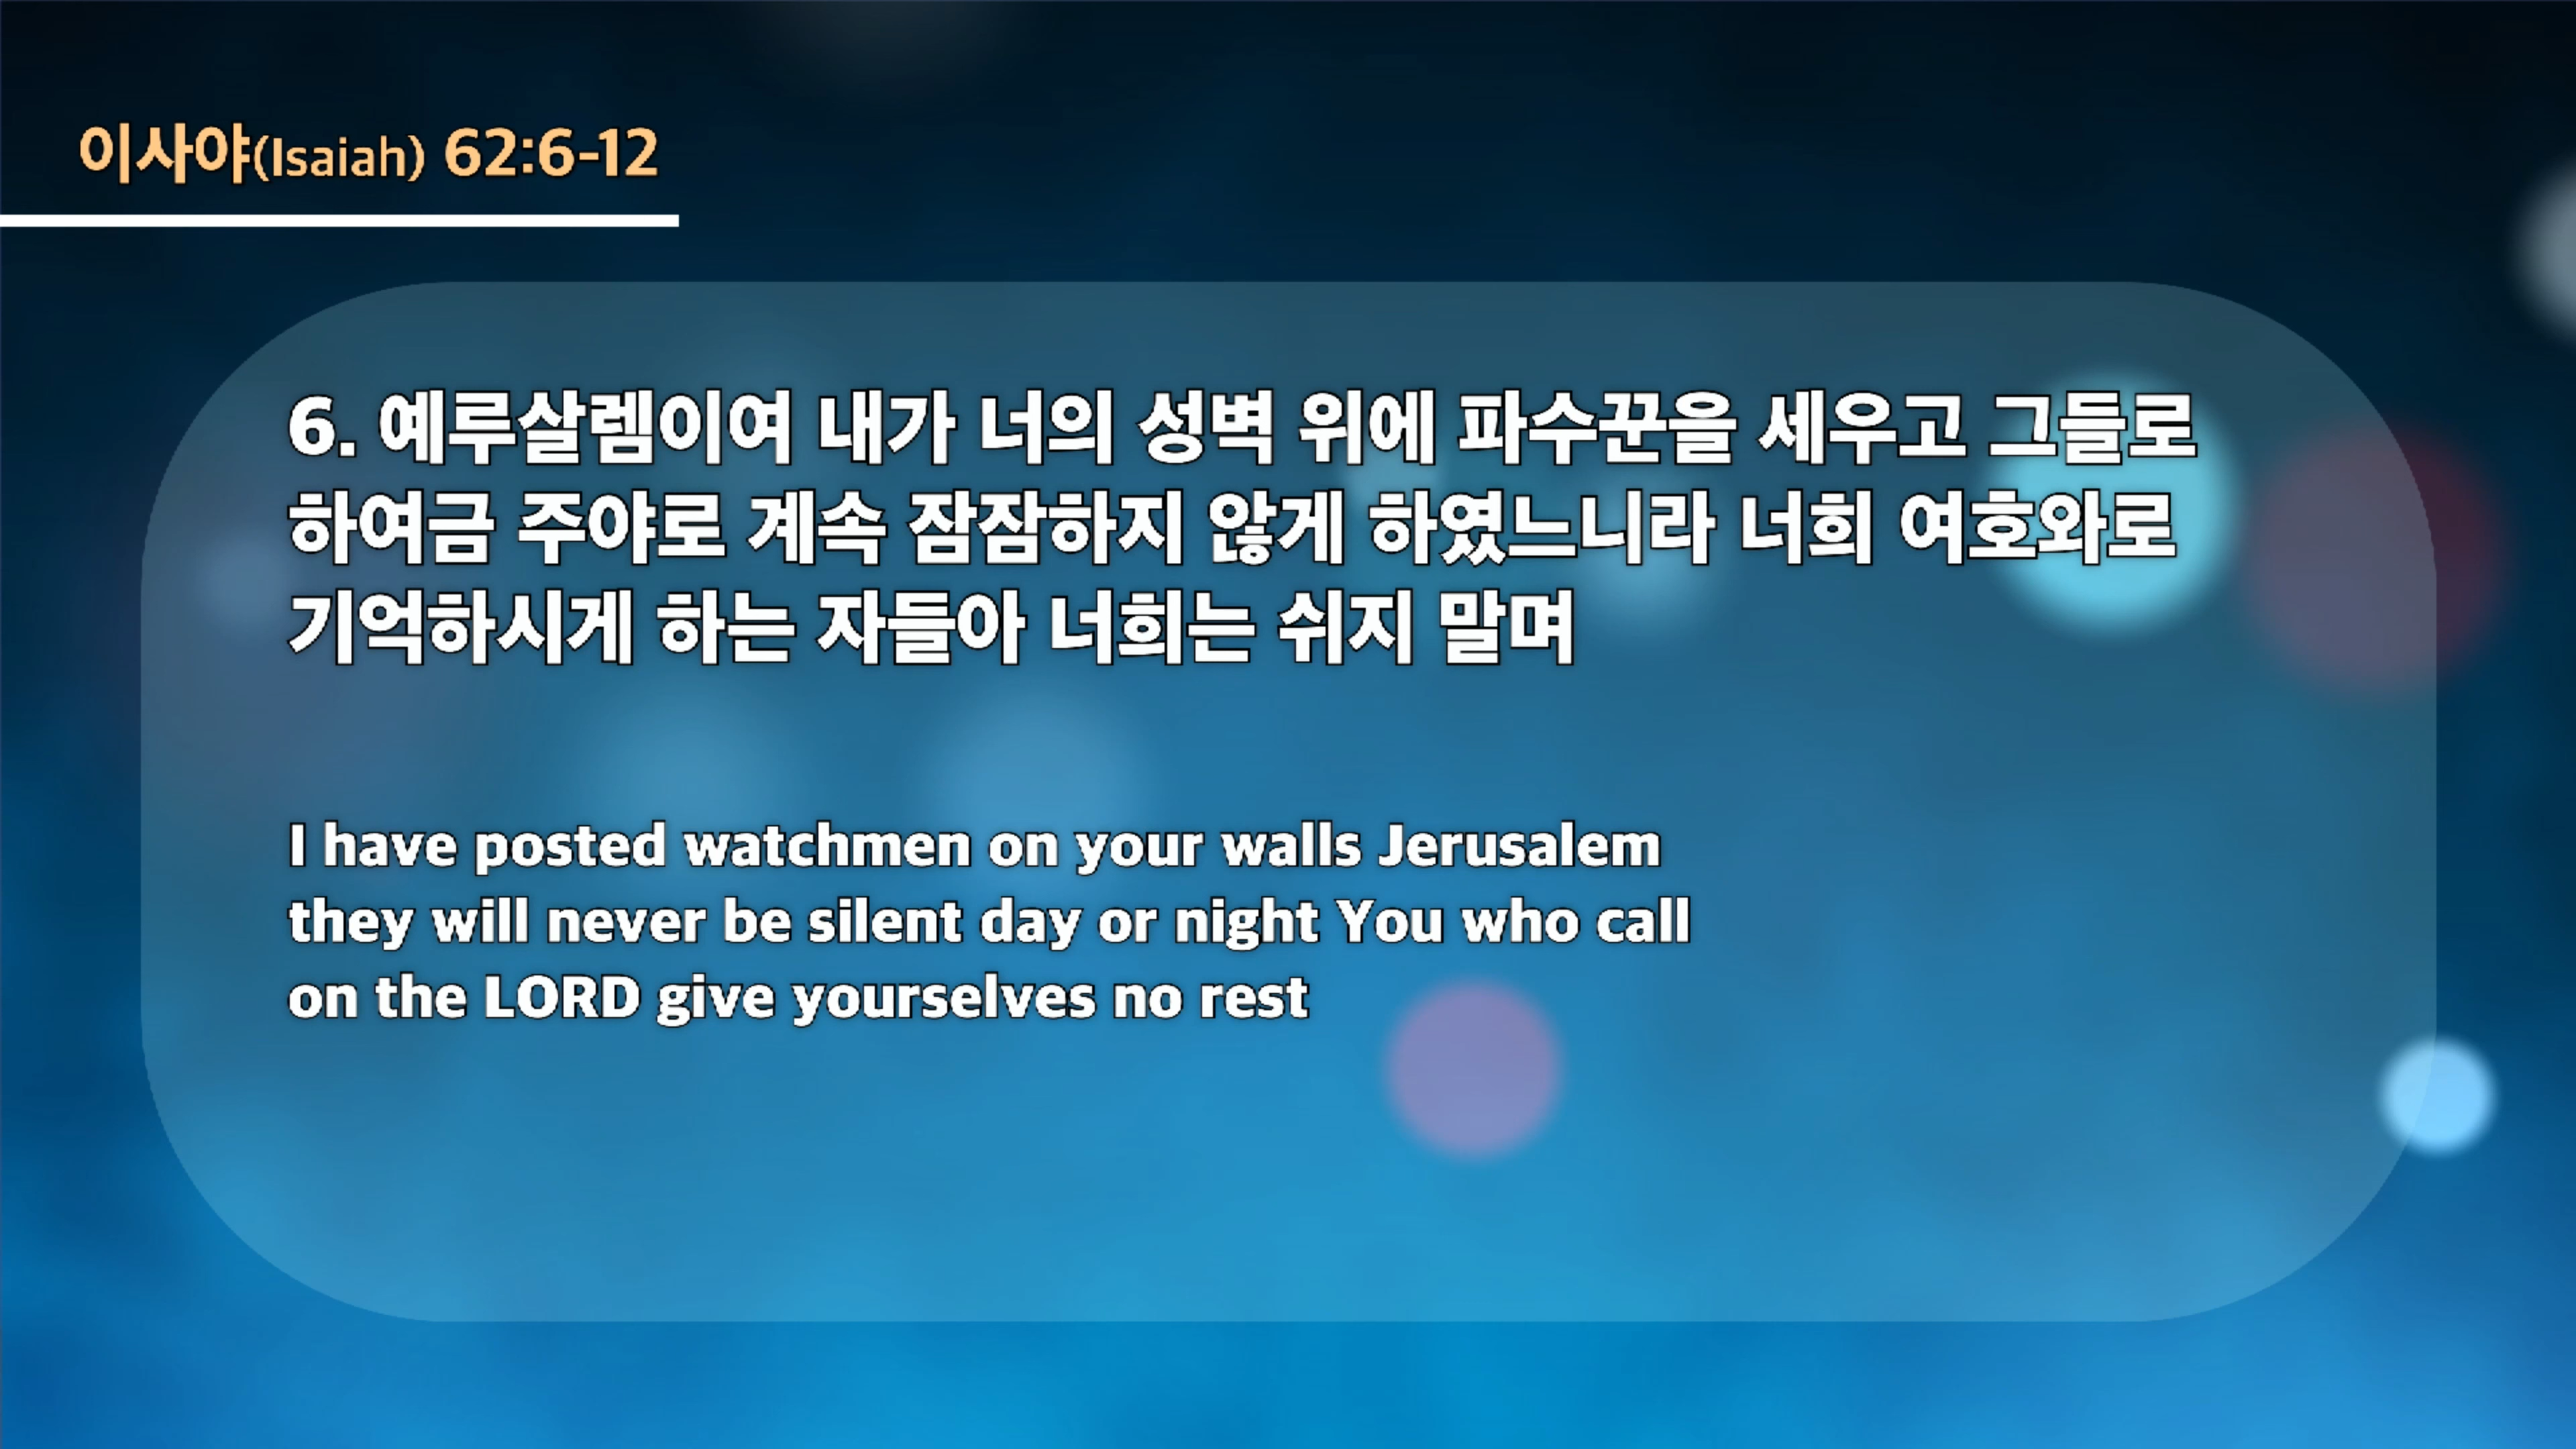 이사야(Isaiah) 62:6-12
6. 예루살렘이여 내가 너의 성벽 위에 파수꾼을 세우고 그들로
하여금 주야로 계속 잠잠하지 않게 하였느니라 너희 여호와로
기억하시게 하는 자들아 너희는 쉬지 말며
I have posted watchmen on your walls Jerusalem
they will never be silent day or night You who call
on the LORD give yourselves no rest